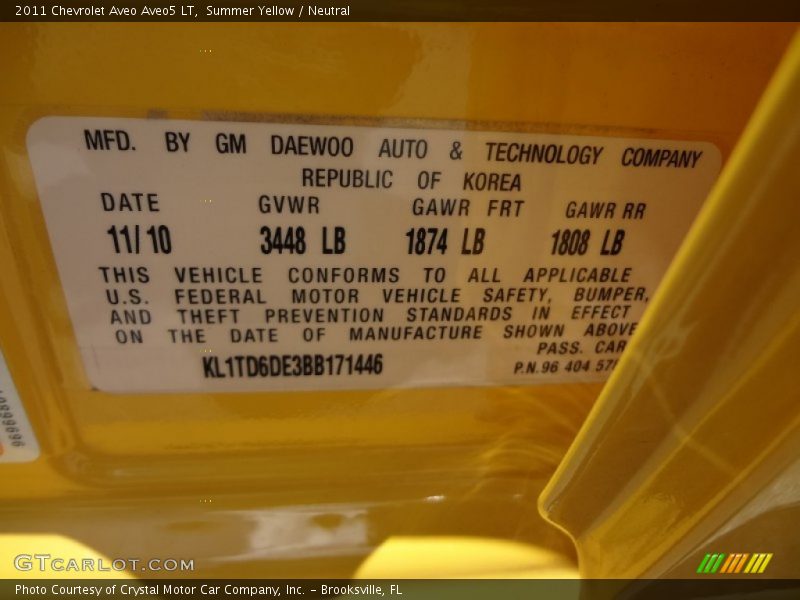 2011 Chevrolet Aveo Aveo5 LT, Summer Yellow / Neutral
MFD. BY GM DAEWOO AUTO & TECHNOLOGY COMPANY
REPUBLIC OF KOREA
DATE GVWR GAWR FRT GAWR RR
11/10 3448 LB 1874 LB 1808 LB
THIS VEHICLE CONFORMS TO ALL APPLICABLE
U.S. FEDERAL MOTOR VEHICLE SAFETY, BUMPER,
AND THEFT PREVENTION STANDARDS IN EFFECT
ON THE DATE OF MANUFACTURE SHOWN ABOVE
PASS. CAR
KL1TD6DE3BB171446
P.N.96 404
GTCARLOT.COM
Photo Courtesy of Crystal Motor Car Company, Inc. – Brooksville, FL